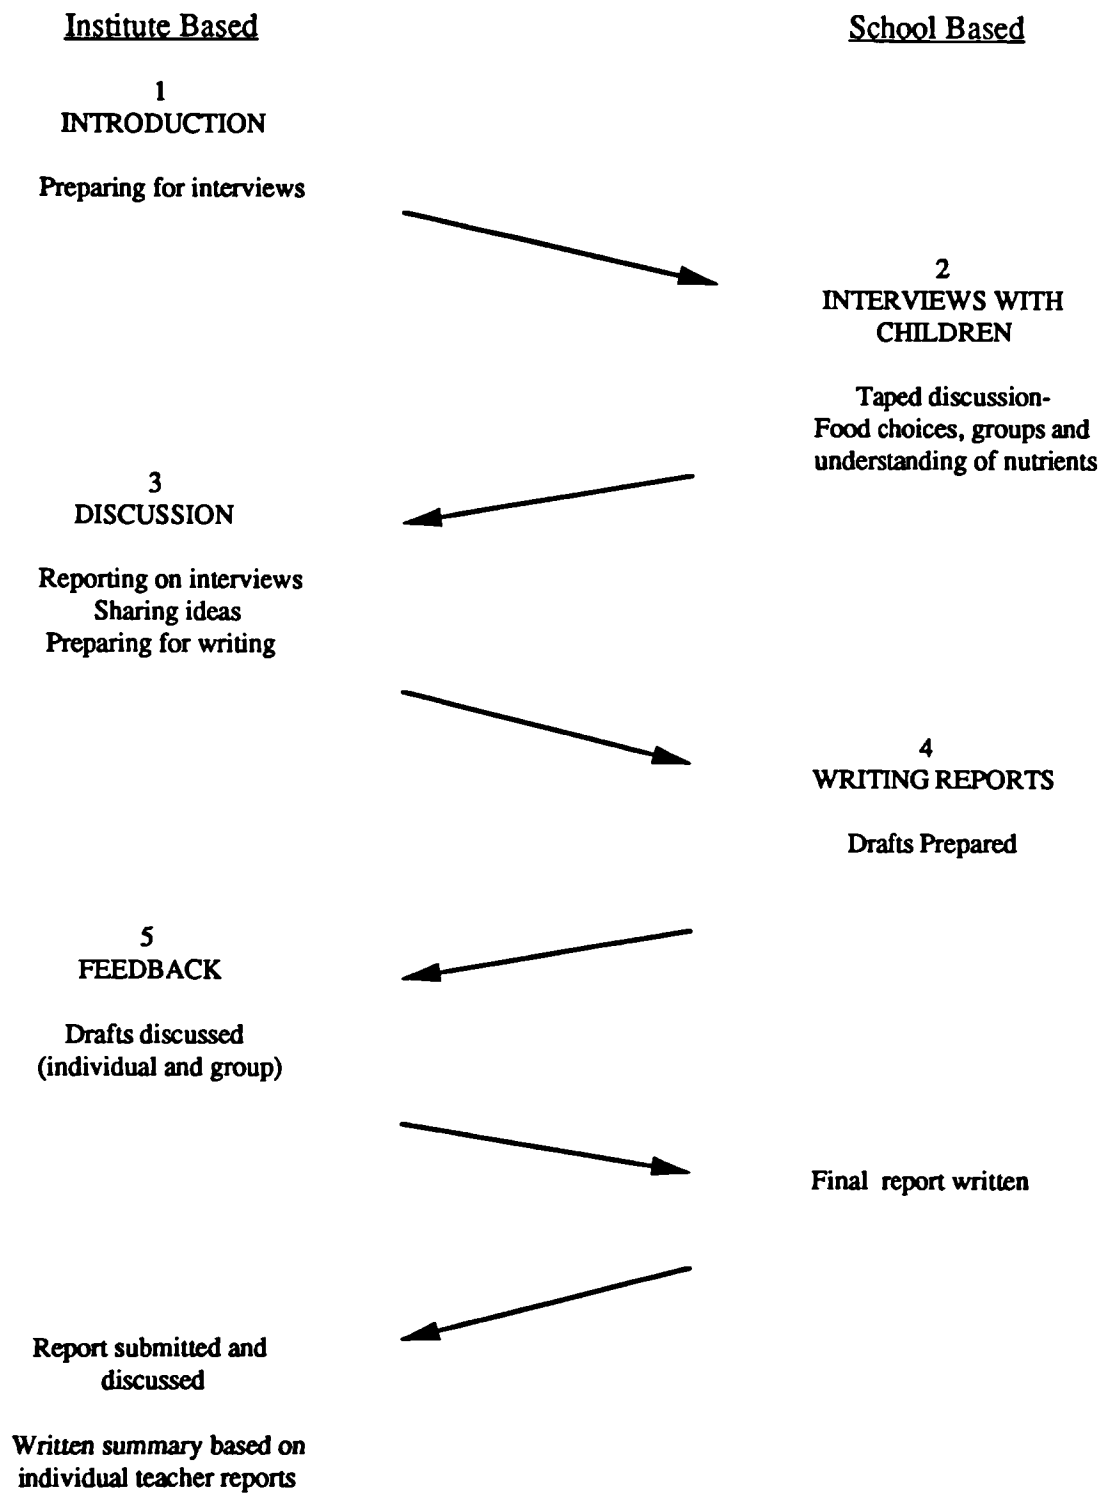 Institute Based
School Based
1
INTRODUCTION
Preparing for interviews
2
INTERVIEWS WITH
CHILDREN
Taped discussion-
Food choices, groups and
understanding of nutrients
3
DISCUSSION
Reporting on interviews
Sharing ideas
Preparing for writing
4
WRITING REPORTS
Drafts Prepared
5
FEEDBACK
Drafts discussed
(individual and group)
Final report written
Report submitted and
discussed
Written summary based on
individual teacher reports